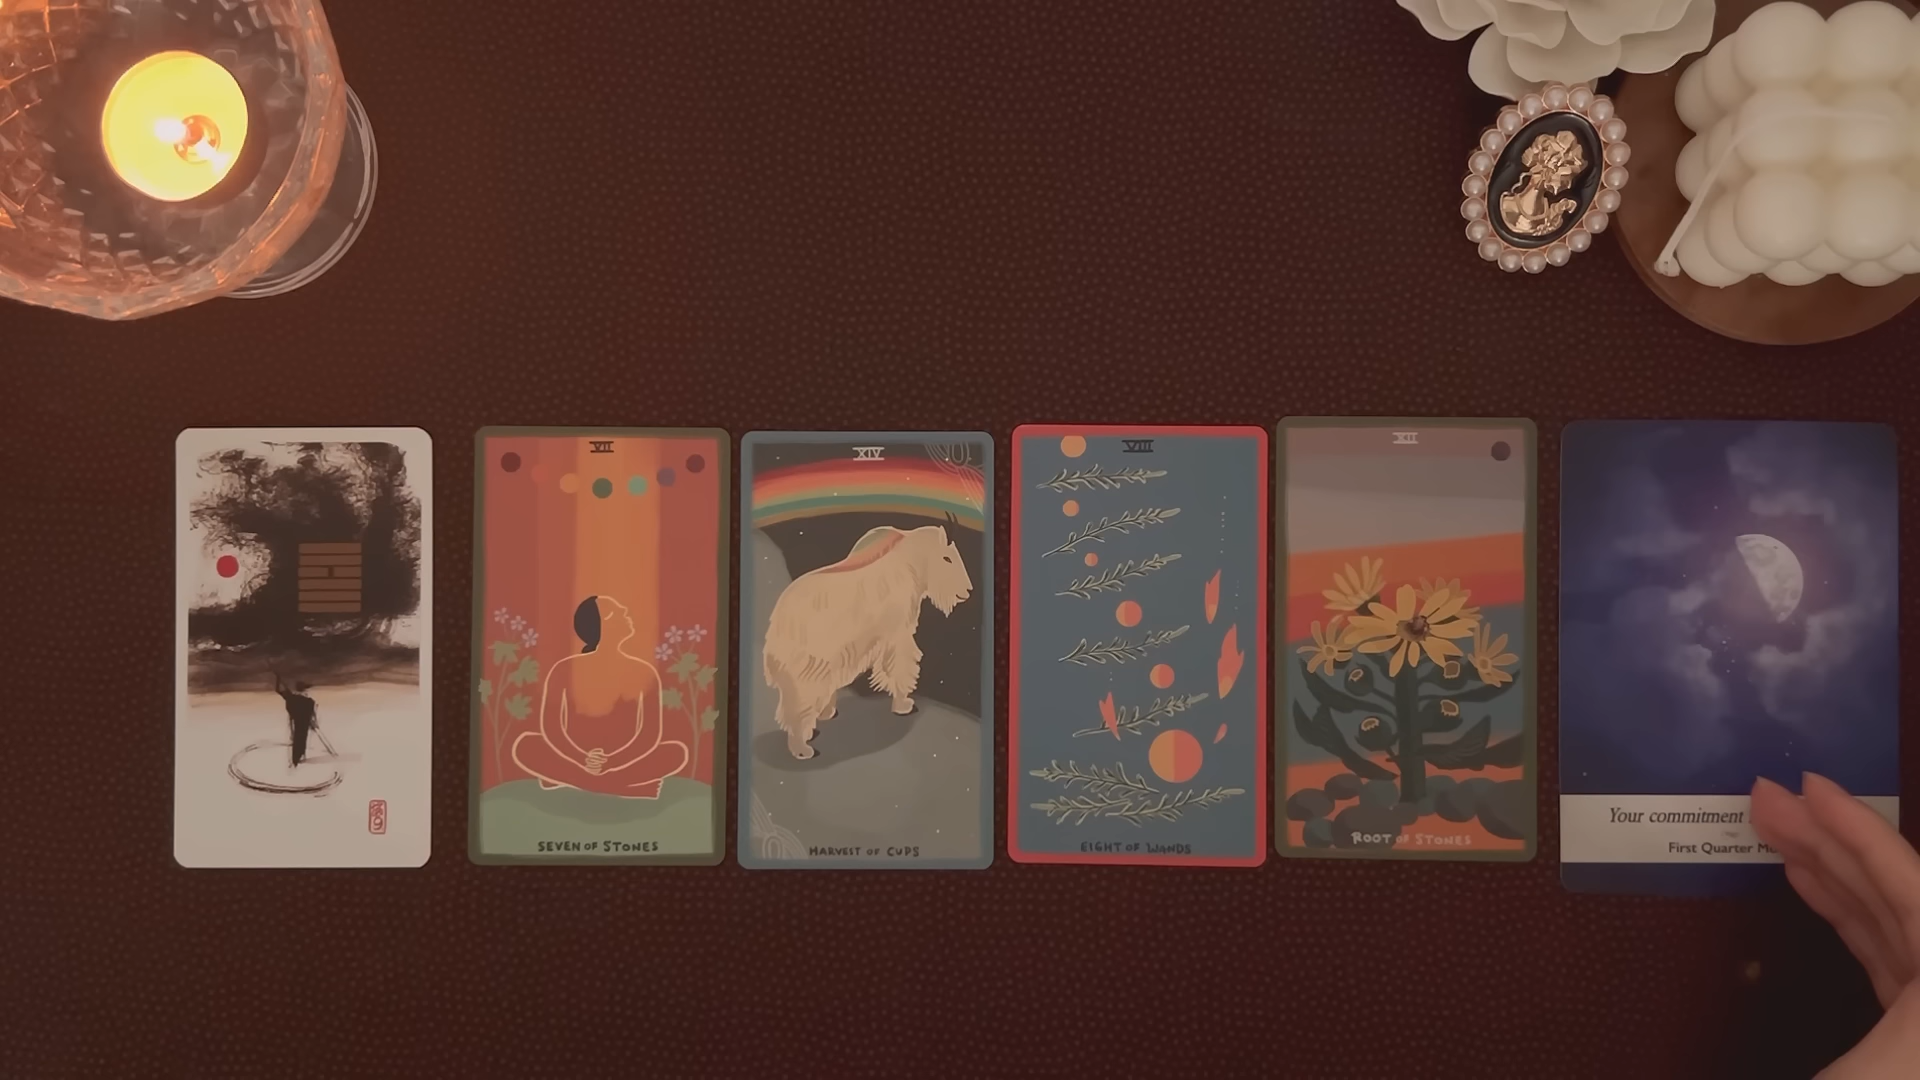 VII
SEVEN OF STONES
XIV
HARVEST OF CUPS
VIII
EIGHT OF WANDS
XII
ROOT OF STONES
Your commitment
First Quarter